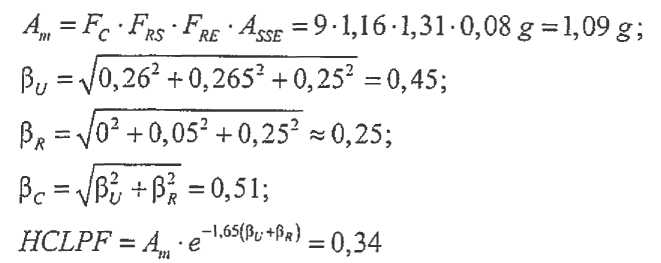 A_m = F_C · F_RS · F_RE · A_SSE = 9·1,16·1,31·0,08 g = 1,09 g;
β_U = √(0,26² + 0,265² + 0,25²) = 0,45;
β_R = √(0² + 0,05² + 0,25²) ≈ 0,25;
β_C = √(β_U² + β_R²) = 0,51;
HCLPF = A_m · e^(−1,65(β_U+β_R)) = 0,34